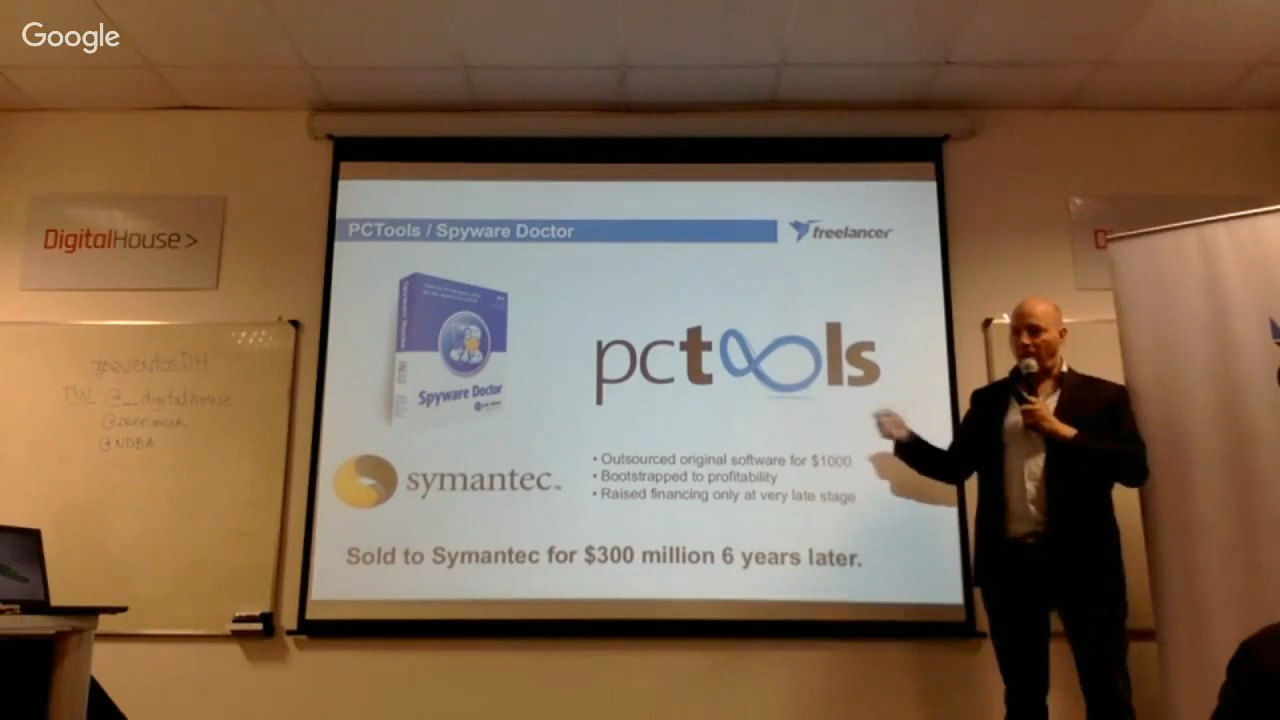 Google
DigitalHouse>
PCTools / Spyware Doctor
freelancer
Spyware Doctor
pctools
symantec.™
• Outsourced original software for $1000
• Bootstrapped to profitability
• Raised financing only at very late stage
Sold to Symantec for $300 million 6 years later.
#eventosDH
TW @_digitalhouse
@freelancer
@NDBA
D